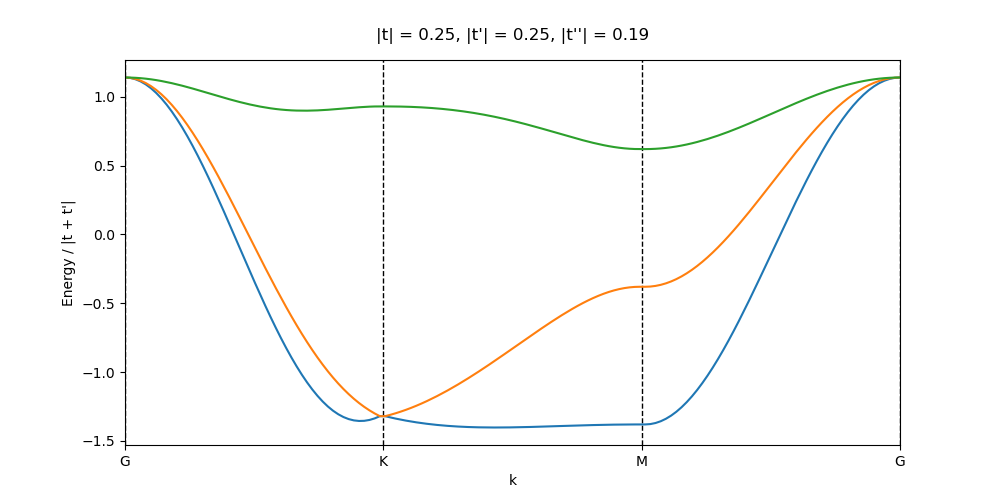 |t| = 0.25, |t'| = 0.25, |t''| = 0.19
Energy / |t + t'|
1.0
0.5
0.0
−0.5
−1.0
−1.5
G K M G
k